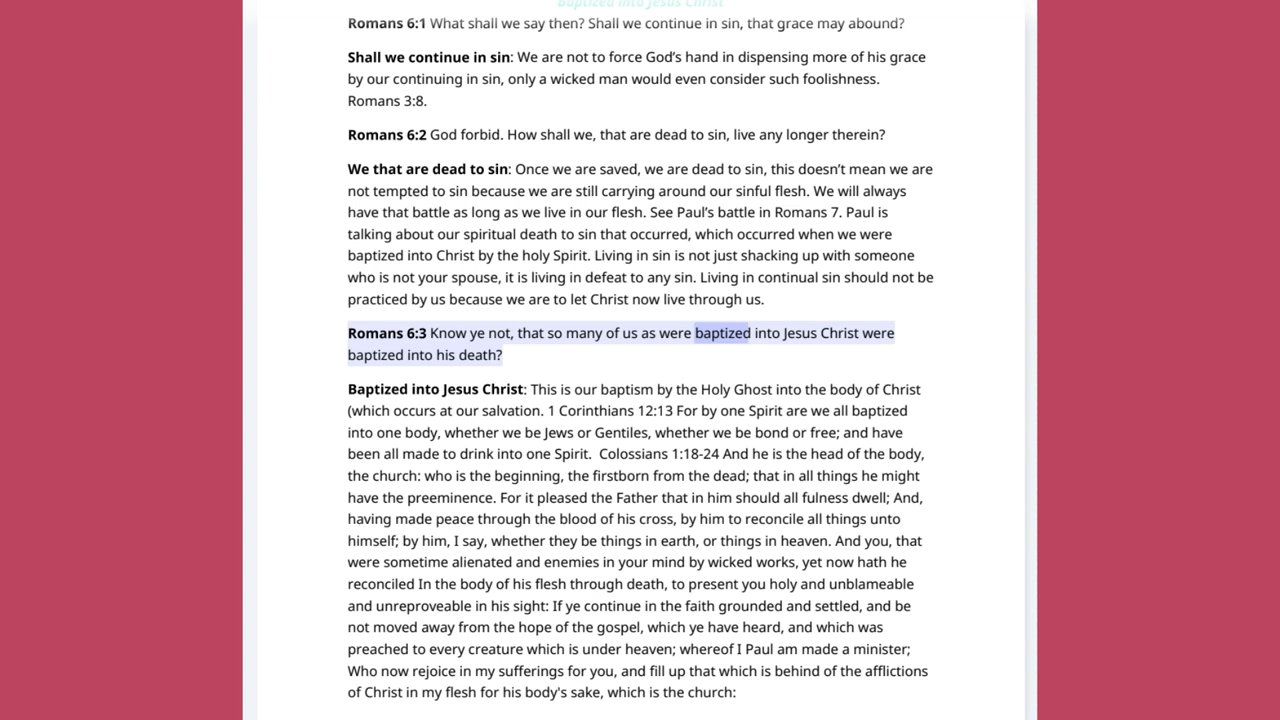 Baptized into Jesus Christ
Romans 6:1 What shall we say then? Shall we continue in sin, that grace may abound?
Shall we continue in sin: We are not to force God’s hand in dispensing more of his grace
by our continuing in sin, only a wicked man would even consider such foolishness.
Romans 3:8.
Romans 6:2 God forbid. How shall we, that are dead to sin, live any longer therein?
We that are dead to sin: Once we are saved, we are dead to sin, this doesn’t mean we are
not tempted to sin because we are still carrying around our sinful flesh. We will always
have that battle as long as we live in our flesh. See Paul’s battle in Romans 7. Paul is
talking about our spiritual death to sin that occurred, which occurred when we were
baptized into Christ by the holy Spirit. Living in sin is not just shacking up with someone
who is not your spouse, it is living in defeat to any sin. Living in continual sin should not be
practiced by us because we are to let Christ now live through us.
Romans 6:3 Know ye not, that so many of us as were baptized into Jesus Christ were
baptized into his death?
Baptized into Jesus Christ: This is our baptism by the Holy Ghost into the body of Christ
(which occurs at our salvation. 1 Corinthians 12:13 For by one Spirit are we all baptized
into one body, whether we be Jews or Gentiles, whether we be bond or free; and have
been all made to drink into one Spirit.  Colossians 1:18-24 And he is the head of the body,
the church: who is the beginning, the firstborn from the dead; that in all things he might
have the preeminence. For it pleased the Father that in him should all fulness dwell; And,
having made peace through the blood of his cross, by him to reconcile all things unto
himself; by him, I say, whether they be things in earth, or things in heaven. And you, that
were sometime alienated and enemies in your mind by wicked works, yet now hath he
reconciled In the body of his flesh through death, to present you holy and unblameable
and unreproveable in his sight: If ye continue in the faith grounded and settled, and be
not moved away from the hope of the gospel, which ye have heard, and which was
preached to every creature which is under heaven; whereof I Paul am made a minister;
Who now rejoice in my sufferings for you, and fill up that which is behind of the afflictions
of Christ in my flesh for his body's sake, which is the church: